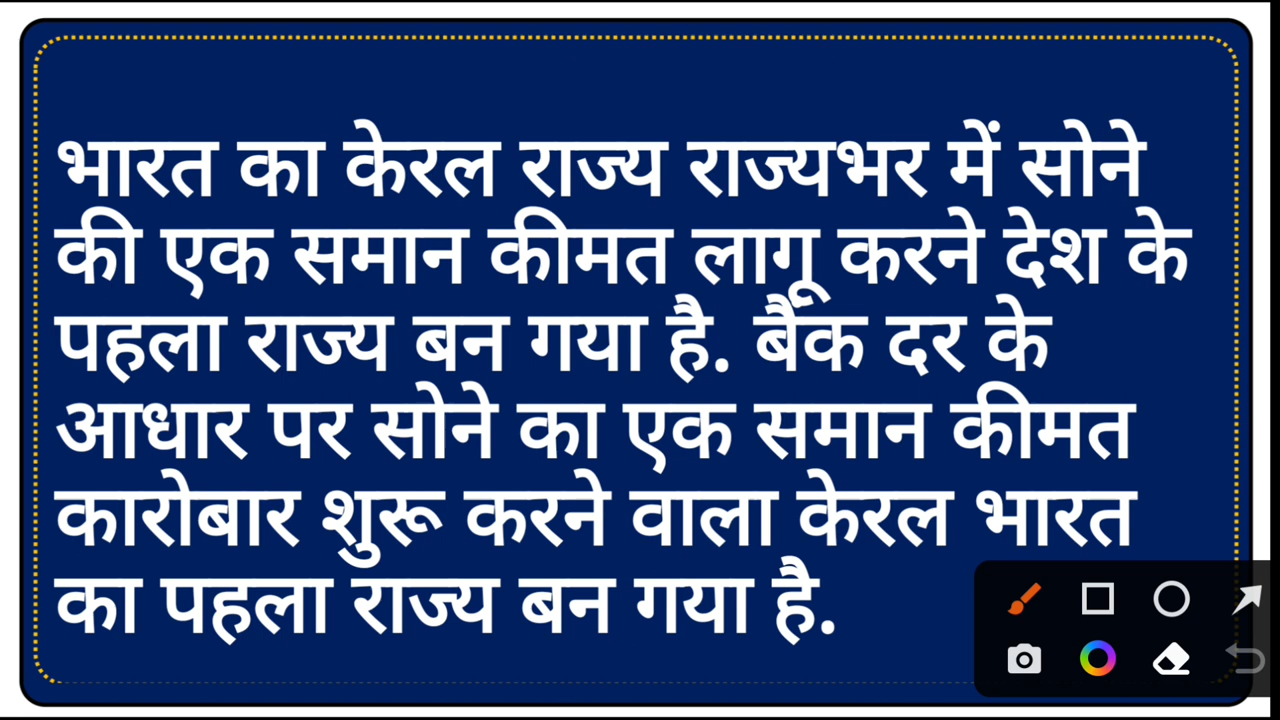 भारत का केरल राज्य राज्यभर में सोने
की एक समान कीमत लागू करने देश के
पहला राज्य बन गया है. बैंक दर के
आधार पर सोने का एक समान कीमत
कारोबार शुरू करने वाला केरल भारत
का पहला राज्य बन गया है.